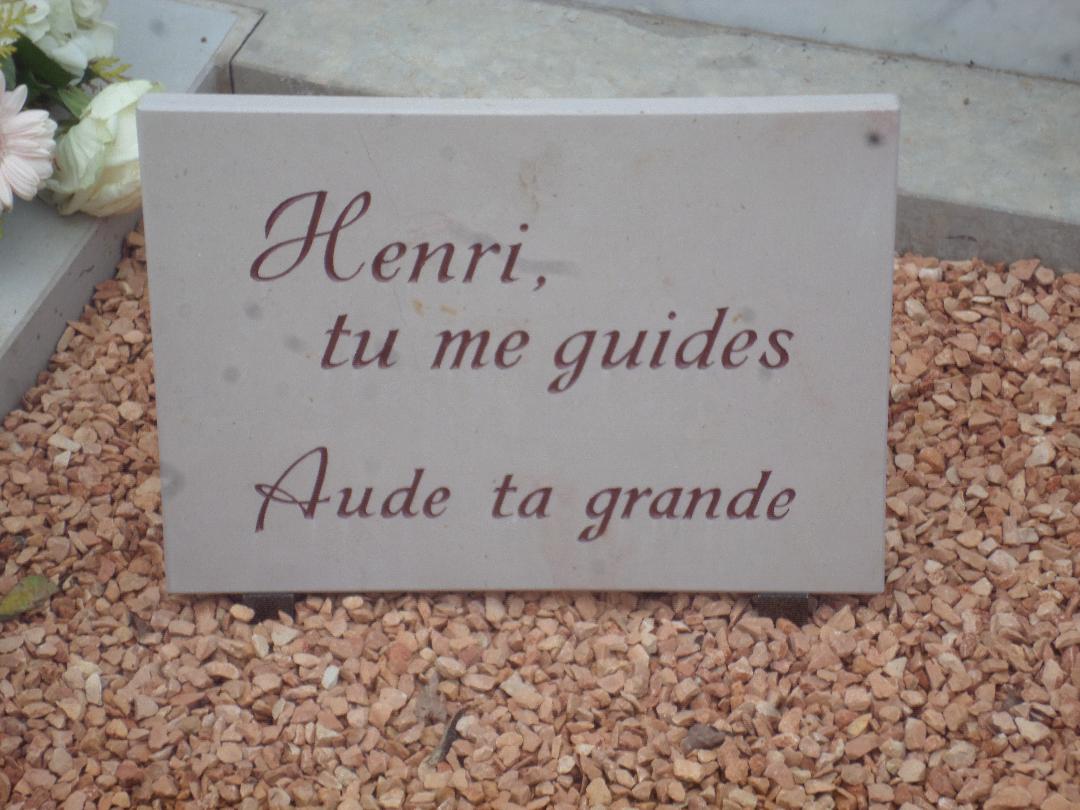 Henri,
tu me guides
Aude ta grande